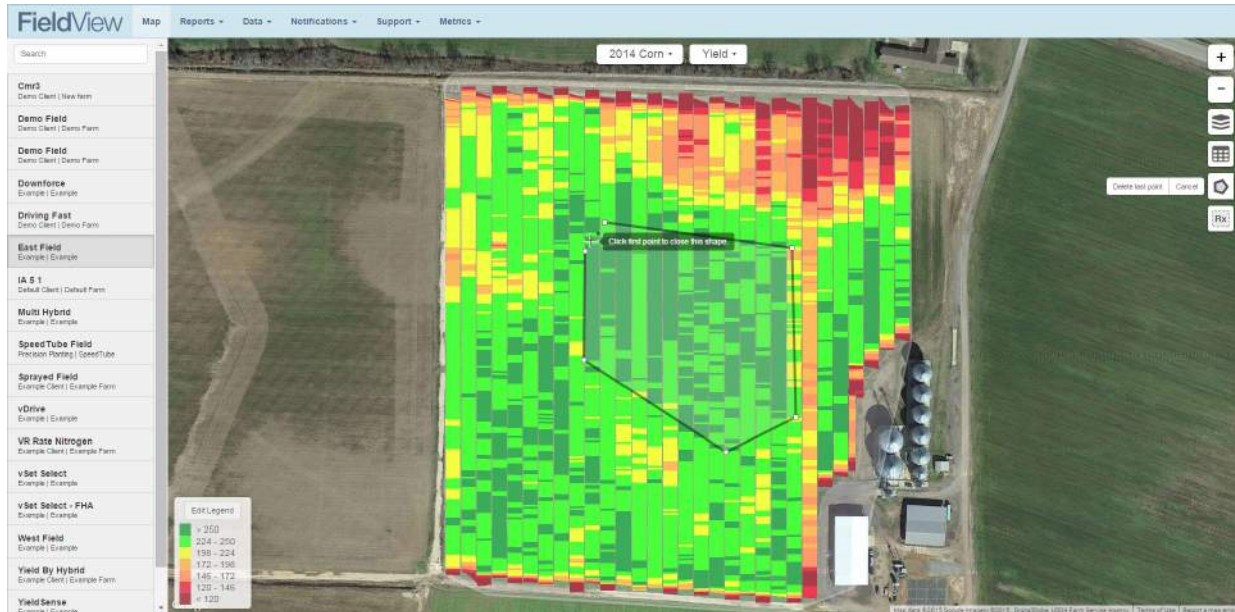 FieldView Map Reports Data Notifications Support Metrics
Search
2014 Corn Yield
Cmr3
Demo Client | New farm
Demo Field
Demo Client | Demo Farm
Demo Field
Demo Client | Demo Farm
Downforce
Example | Example
Driving Fast
Demo Client | Demo Farm
East Field
Example | Example
IA 5 1
Default Client | Default Farm
Multi Hybrid
Example | Example
SpeedTube Field
Precision Planting | SpeedTube
Sprayed Field
Example Client | Example Farm
vDrive
Example | Example
VR Rate Nitrogen
Example Client | Example Farm
vSet Select
Example | Example
vSet Select - FHA
Example | Example
West Field
Example | Example
Yield By Hybrid
Example Client | Example Farm
YieldSense
Example | Example
+
-
Delete last point Cancel
Rx
Click first point to close this shape.
Edit Legend
> 250
224 - 250
198 - 224
172 - 198
146 - 172
120 - 146
< 120